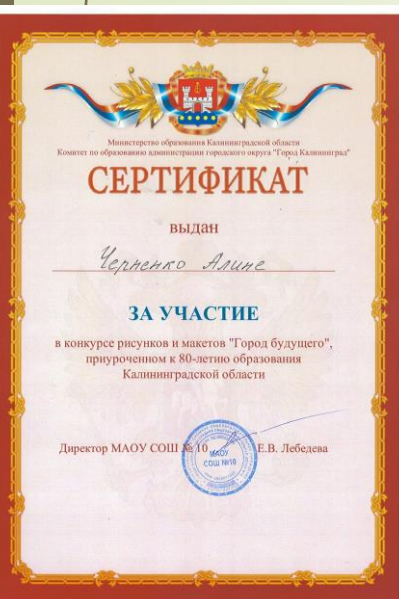 Министерство образования Калининградской области
Комитет по образованию администрации городского округа "Город Калининград"
СЕРТИФИКАТ
выдан
Черненко Алине
ЗА УЧАСТИЕ
в конкурсе рисунков и макетов "Город будущего",
приуроченном к 80-летию образования
Калининградской области
Директор МАОУ СОШ № 10 Е.В. Лебедева
МАОУ
СОШ №10